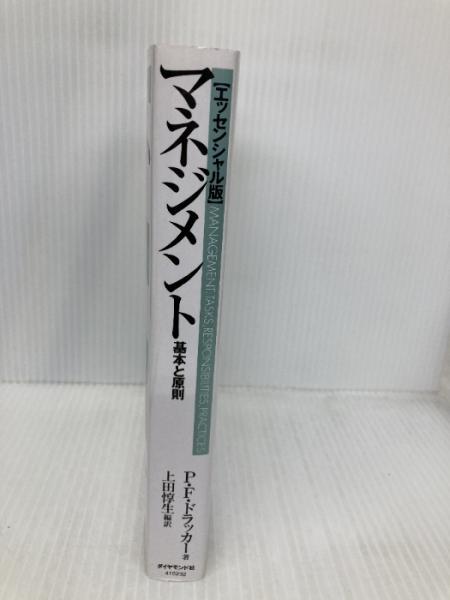 【エッセンシャル版】
MANAGEMENT: TASKS, RESPONSIBILITIES, PRACTICES
マネジメント
基本と原則
P・F・ドラッカー 著
上田惇生 編訳
ダイヤモンド社